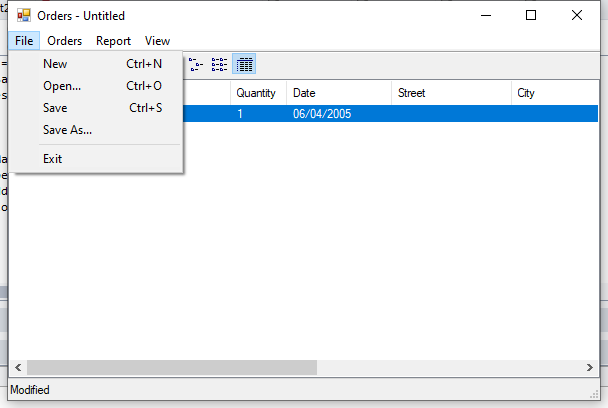 Orders - Untitled
File Orders Report View
New Ctrl+N
Open... Ctrl+O
Save Ctrl+S
Save As...
Exit
Quantity Date Street City
1 06/04/2005
Modified